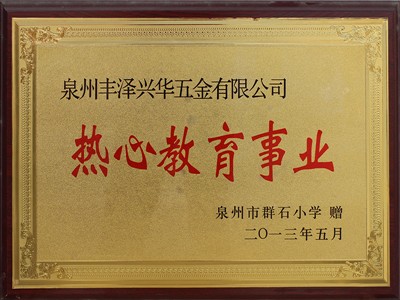 泉州丰泽兴华五金有限公司
热心教育事业
泉州市群石小学 赠
二〇一三年五月